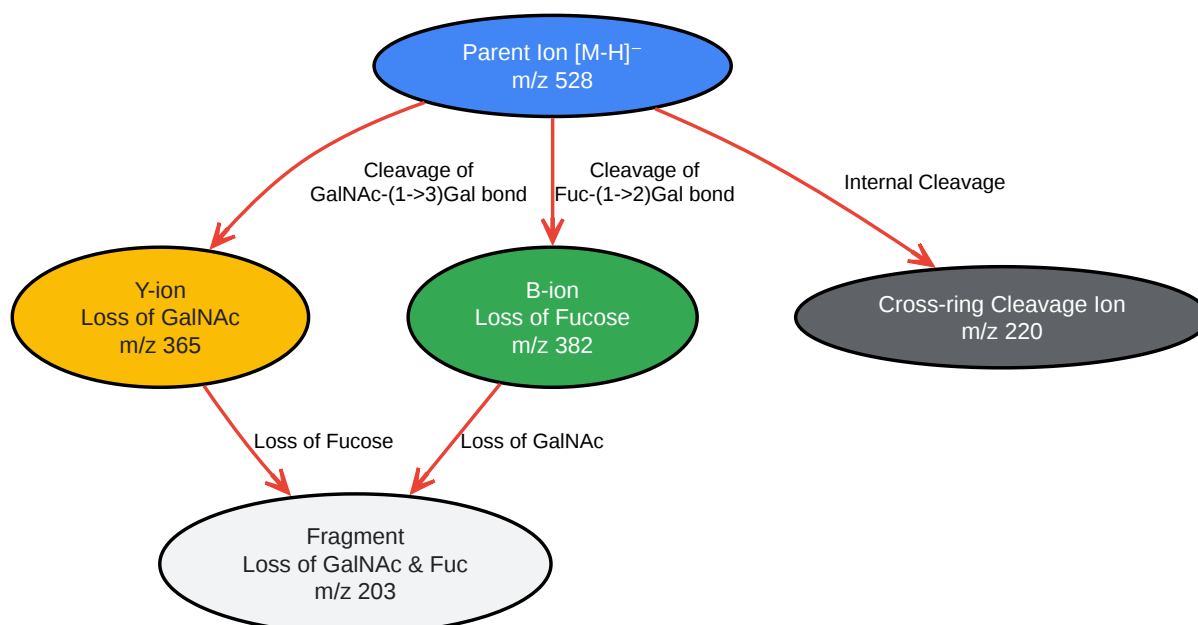 Parent Ion [M-H]⁻
m/z 528
Cleavage of
GalNAc-(1->3)Gal bond
Cleavage of
Fuc-(1->2)Gal bond
Internal Cleavage
Y-ion
Loss of GalNAc
m/z 365
B-ion
Loss of Fucose
m/z 382
Cross-ring Cleavage Ion
m/z 220
Loss of Fucose
Loss of GalNAc
Fragment
Loss of GalNAc & Fuc
m/z 203